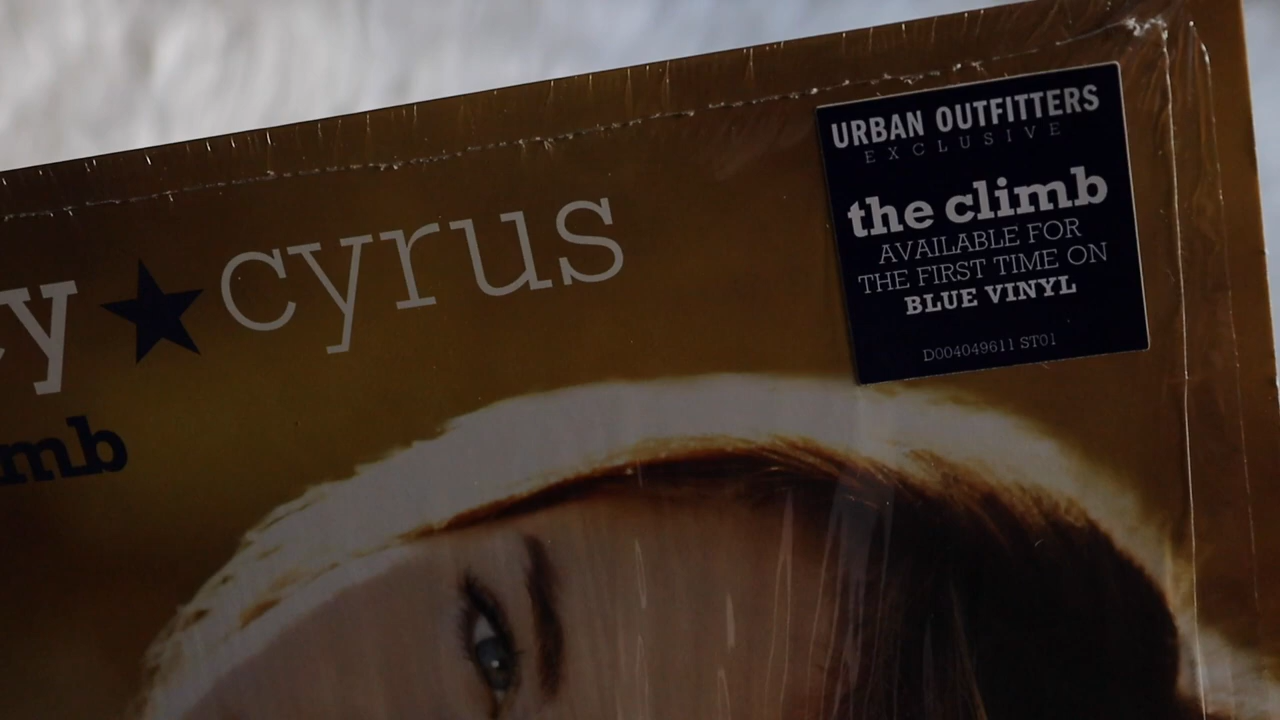 y★cyrus
mb
URBAN OUTFITTERS
EXCLUSIVE
the climb
AVAILABLE FOR
THE FIRST TIME ON
BLUE VINYL
D004049611 ST01